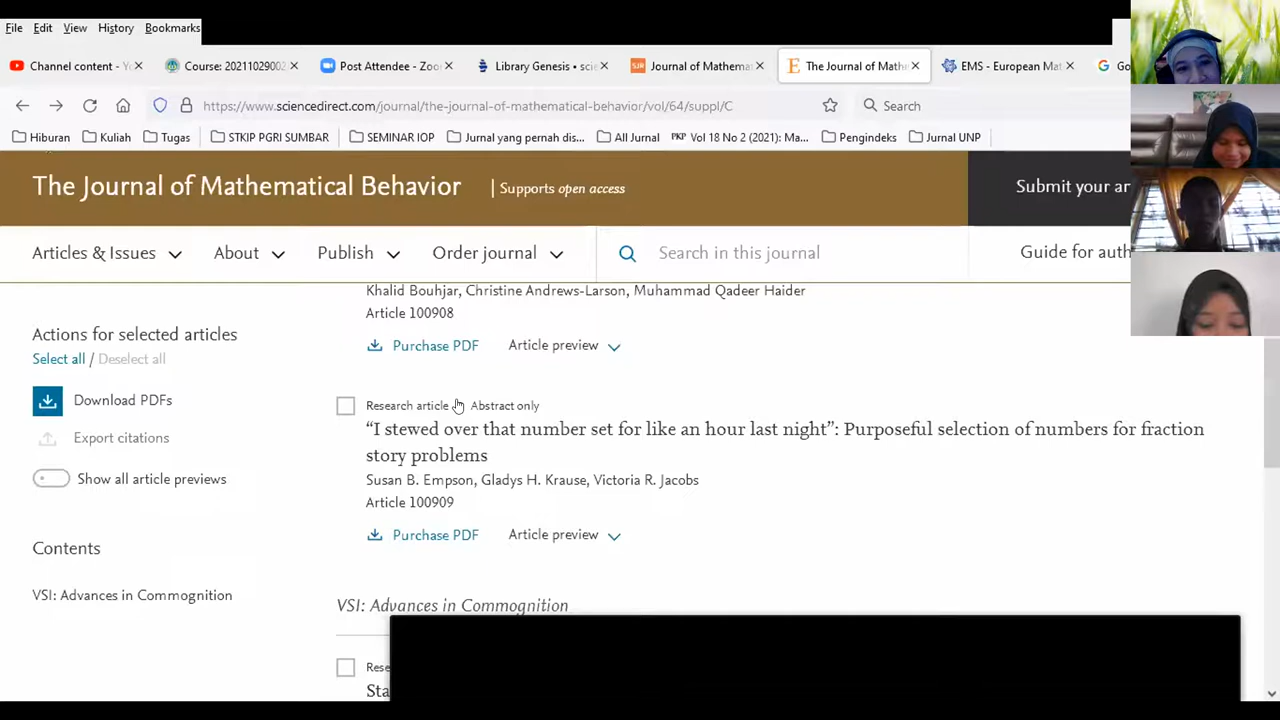 File Edit View History Bookmarks
Channel content - Y
Course: 20211029002
Post Attendee - Zoo
Library Genesis • scie
Journal of Mathemat
The Journal of Math
EMS - European Mat
Go
https://www.sciencedirect.com/journal/the-journal-of-mathematical-behavior/vol/64/suppl/C
Search
Hiburan Kuliah Tugas STKIP PGRI SUMBAR SEMINAR IOP Jurnal yang pernah dis... All Jurnal PKP Vol 18 No 2 (2021): Ma... Pengindeks Jurnal UNP
The Journal of Mathematical Behavior | Supports open access
Submit your ar
Articles & Issues About Publish Order journal Search in this journal Guide for auth
Khalid Bouhjar, Christine Andrews-Larson, Muhammad Qadeer Haider
Article 100908
Purchase PDF Article preview
Actions for selected articles
Select all / Deselect all
Download PDFs
Export citations
Show all article previews
Research article Abstract only
“I stewed over that number set for like an hour last night”: Purposeful selection of numbers for fraction
story problems
Susan B. Empson, Gladys H. Krause, Victoria R. Jacobs
Article 100909
Purchase PDF Article preview
Contents
VSI: Advances in Commognition
VSI: Advances in Commognition
Rese
Sta